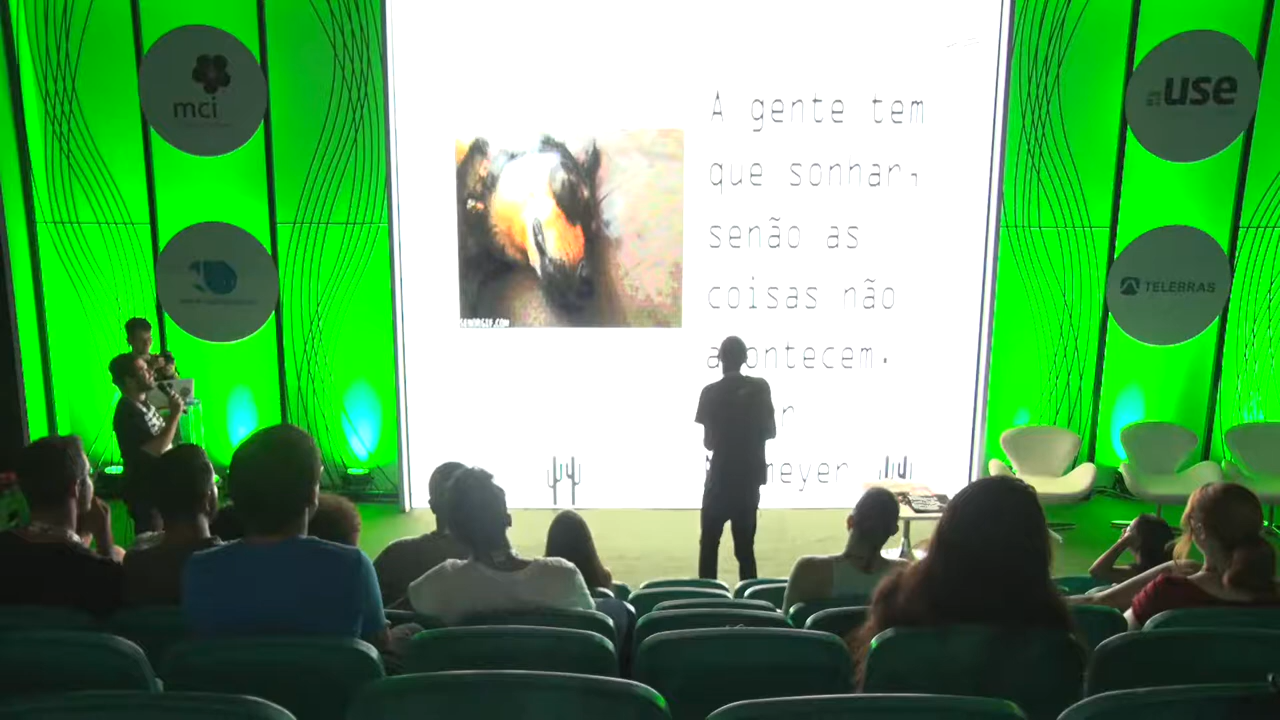 mci
use
A gente tem
que sonhar,
senão as
coisas não
acontecem.
TELEBRAS